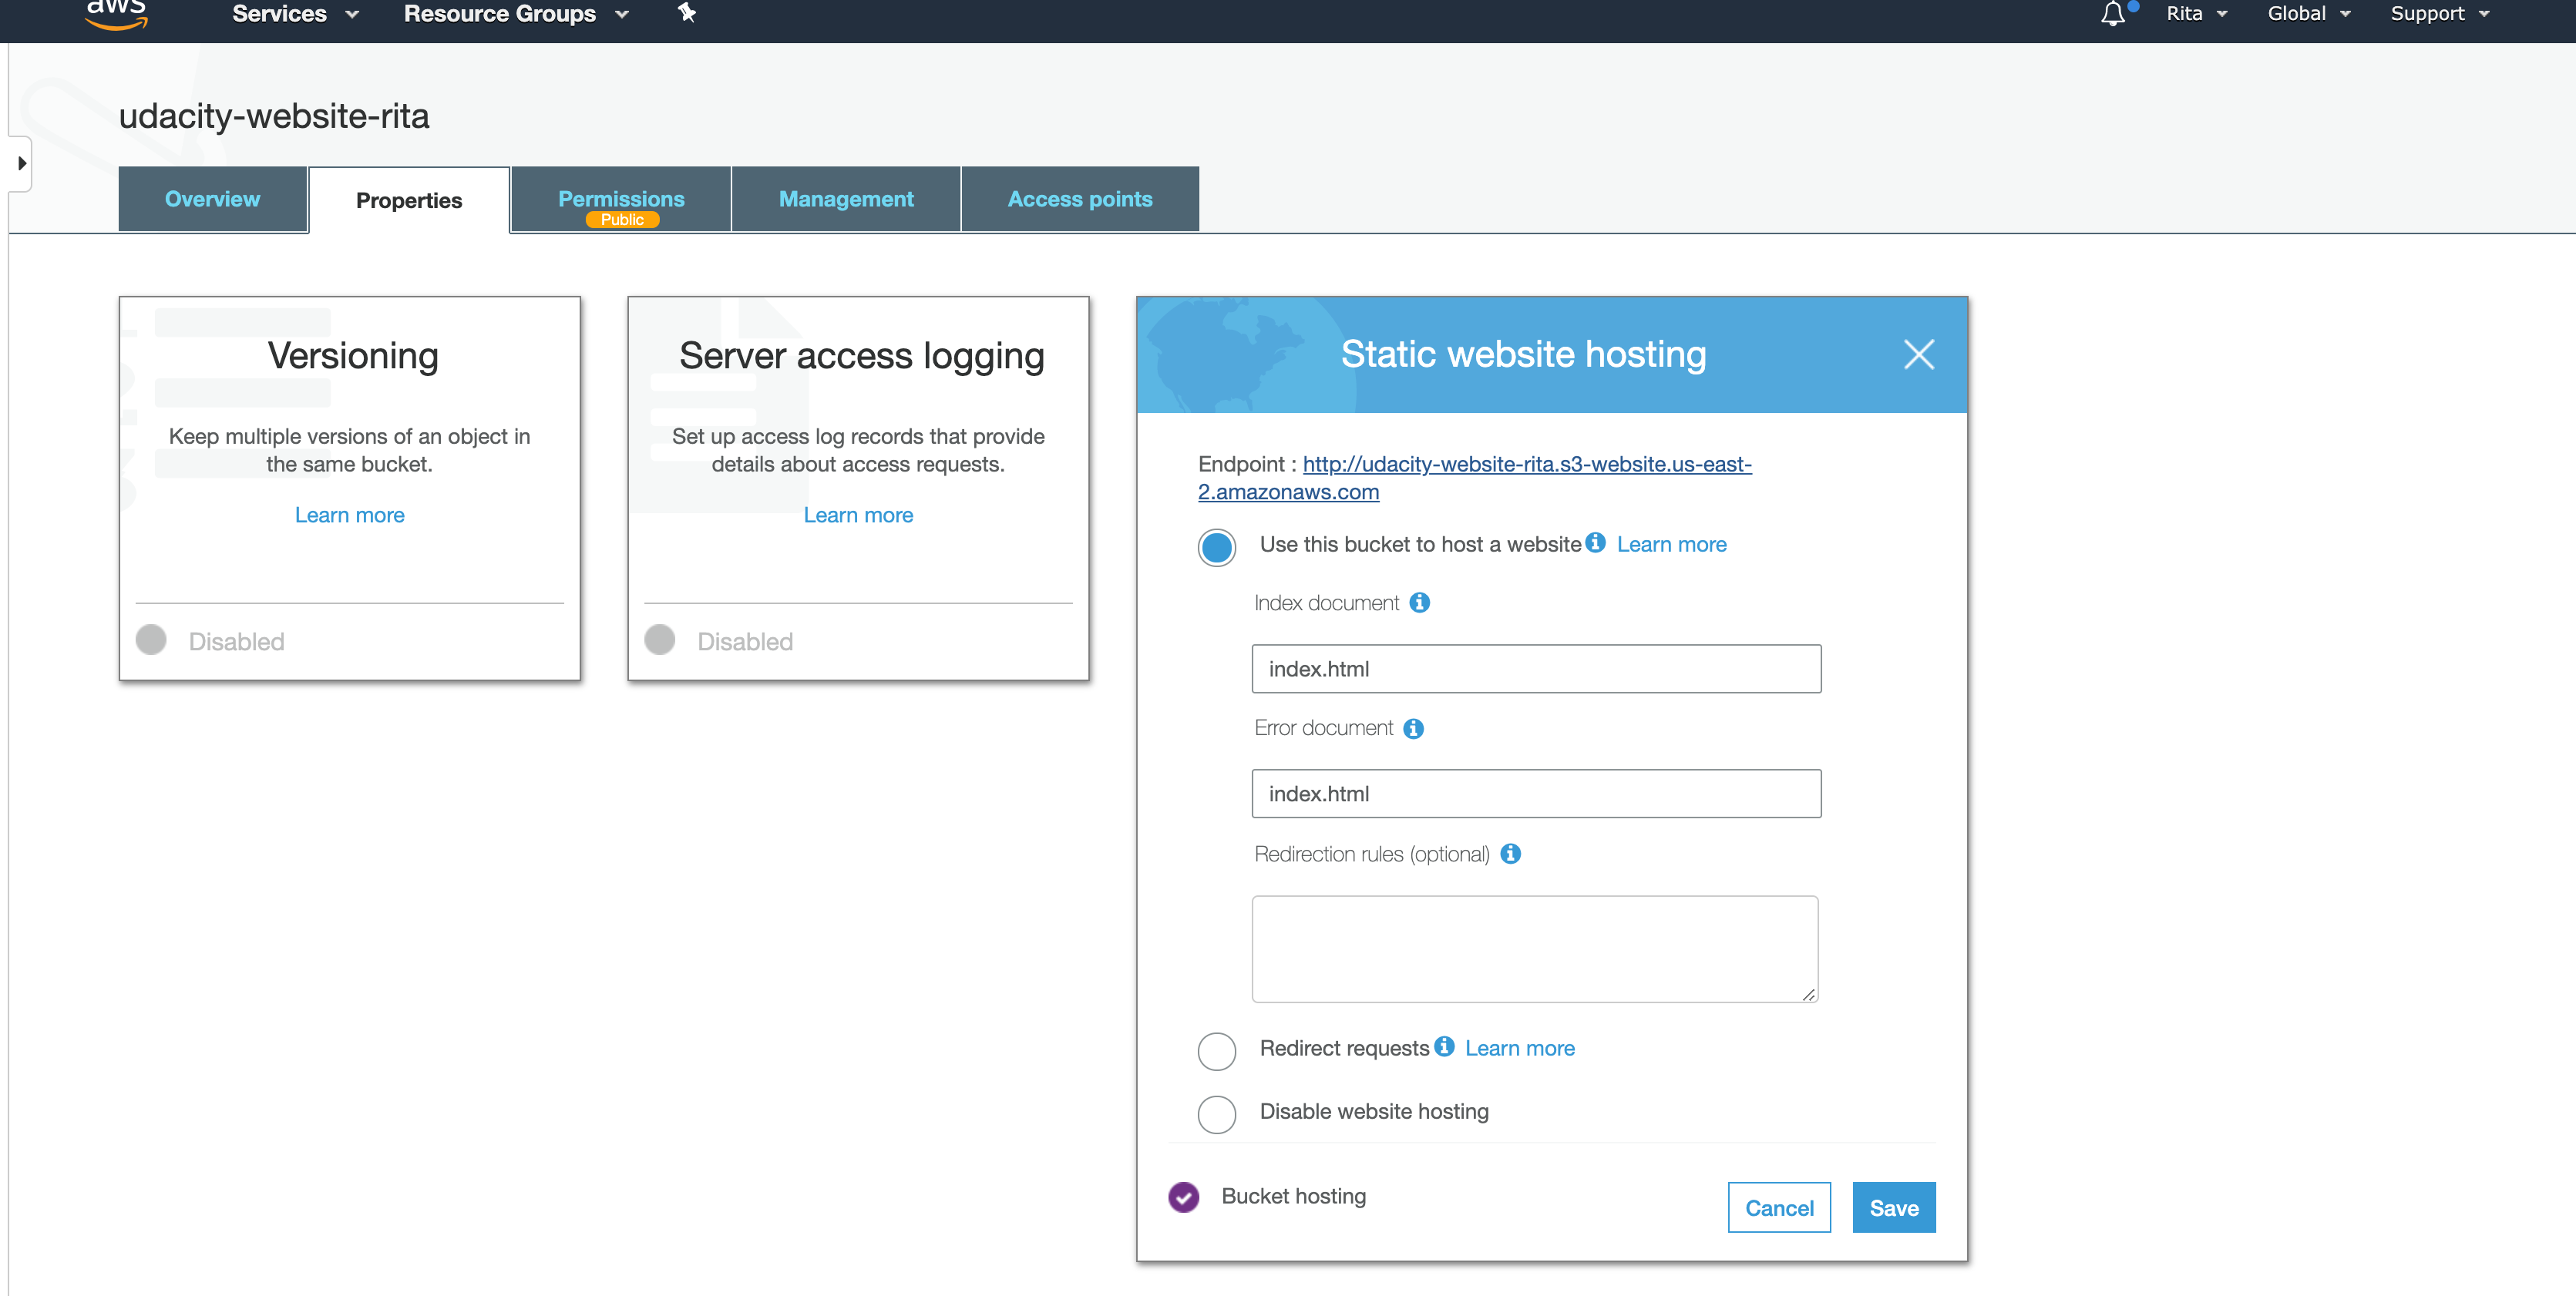 aws Services Resource Groups Rita Global Support
udacity-website-rita
Overview Properties Permissions Management Access points
Public
Versioning
Keep multiple versions of an object in
the same bucket.
Learn more
Disabled
Server access logging
Set up access log records that provide
details about access requests.
Learn more
Disabled
Static website hosting
Endpoint : http://udacity-website-rita.s3-website.us-east-
2.amazonaws.com
Use this bucket to host a website Learn more
Index document
index.html
Error document
index.html
Redirection rules (optional)
Redirect requests Learn more
Disable website hosting
Bucket hosting
Cancel Save